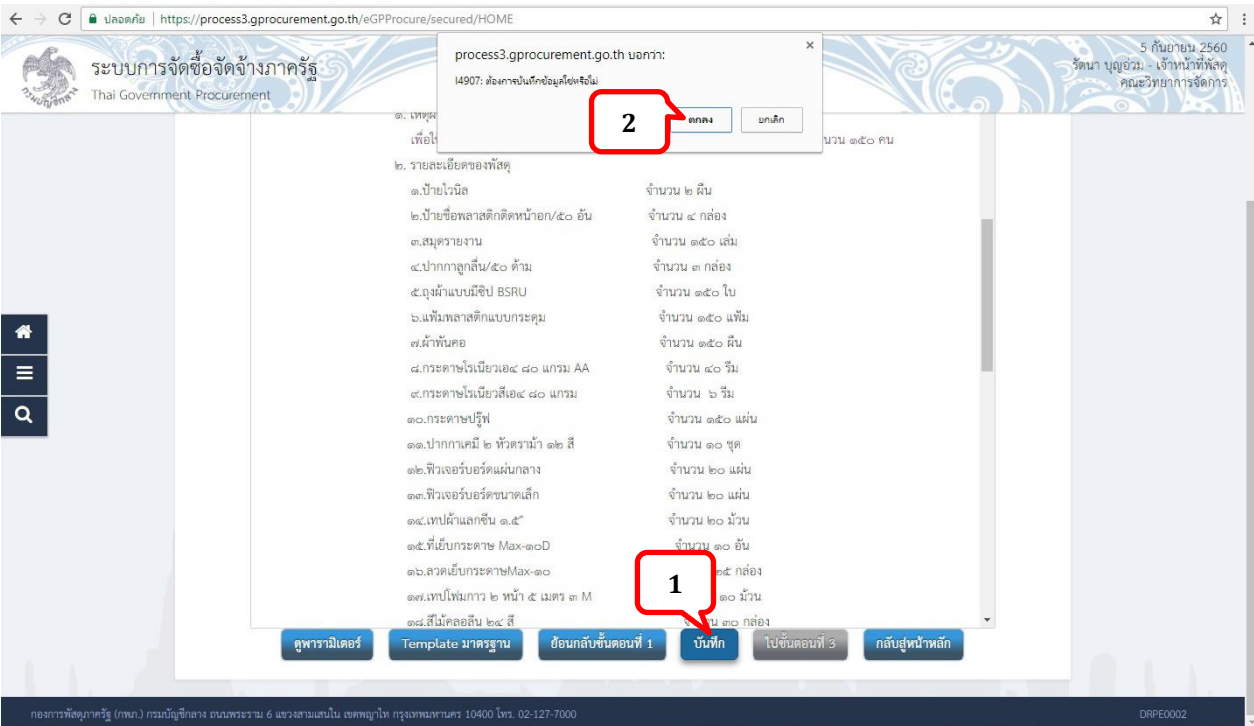 ปลอดภัย | https://process3.gprocurement.go.th/eGPProcure/secured/HOME
ระบบการจัดซื้อจัดจ้างภาครัฐ
Thai Government Procurement
5 กันยายน 2560
รัตนา บุญอ่วม - เจ้าหน้าที่พัสดุ
คณะวิทยาการจัดการ
process3.gprocurement.go.th บอกว่า:
I4907: ต้องการบันทึกข้อมูลใช่หรือไม่
2
ตกลง
ยกเลิก
๑.
นวน ๑๕๐ คน
๒. รายละเอียดของพัสดุ
๑.ป้ายไวนิล จำนวน ๒ ผืน
๒.ป้ายชื่อพลาสติกติดหน้าอก/๕๐ อัน จำนวน ๔ กล่อง
๓.สมุดรายงาน จำนวน ๑๕๐ เล่ม
๔.ปากกาลูกลื่น/๕๐ ด้าม จำนวน ๓ กล่อง
๕.ถุงผ้าแบบมีซิป BSRU จำนวน ๑๕๐ ใบ
๖.แฟ้มพลาสติกแบบกระดุม จำนวน ๑๕๐ แฟ้ม
๗.ผ้าพันคอ จำนวน ๑๕๐ ผืน
๘.กระดาษโรเนียวเอ๔ ๘๐ แกรม AA จำนวน ๔๐ รีม
๙.กระดาษโรเนียวสีเอ๔ ๘๐ แกรม จำนวน ๖ รีม
๑๐.กระดาษปรู๊ฟ จำนวน ๑๕๐ แผ่น
๑๑.ปากกาเคมี ๒ หัวตราม้า ๑๒ สี จำนวน ๑๐ ชุด
๑๒.ฟิวเจอร์บอร์ดแผ่นกลาง จำนวน ๒๐ แผ่น
๑๓.ฟิวเจอร์บอร์ดขนาดเล็ก จำนวน ๒๐ แผ่น
๑๔.เทปผ้าแลกซีน ๑.๕" จำนวน ๒๐ ม้วน
๑๕.ที่เย็บกระดาษ Max-๑๐D จำนวน ๑๐ อัน
๑๖.ลวดเย็บกระดาษMax-๑๐ ๒๕ กล่อง
๑๗.เทปโฟมกาว ๒ หน้า ๕ เมตร ๓ M ๑๐ ม้วน
๑๘.สีไม้คลอลีน ๒๔ สี ๓๐ กล่อง
1
ดูพารามิเตอร์
Template มาตรฐาน
ย้อนกลับขั้นตอนที่ 1
บันทึก
ไปขั้นตอนที่ 3
กลับสู่หน้าหลัก
กองการพัสดุภาครัฐ (กพภ.) กรมบัญชีกลาง ถนนพระราม 6 แขวงสามเสนใน เขตพญาไท กรุงเทพมหานคร 10400 โทร. 02-127-7000
DRPE0002